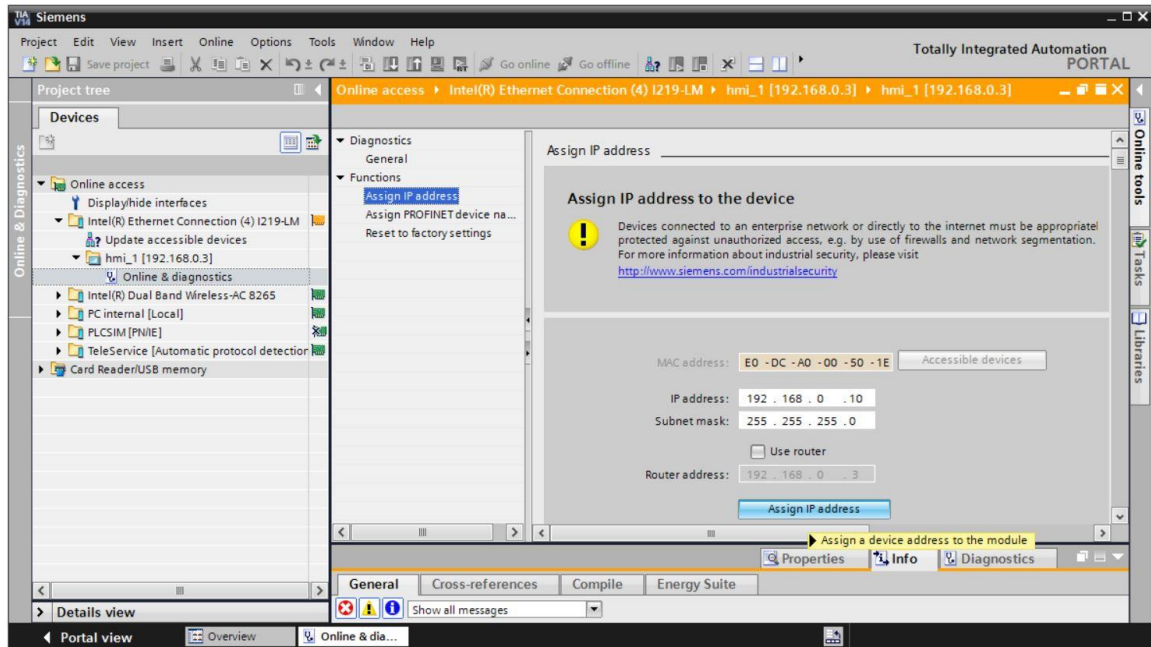 TIA V14 Siemens
Project Edit View Insert Online Options Tools Window Help
Totally Integrated Automation
PORTAL
Save project Go online Go offline
Project tree
Online access Intel(R) Ethernet Connection (4) I219-LM hmi_1 [192.168.0.3] hmi_1 [192.168.0.3]
Devices
Online & Diagnostics
Online access
Display/hide interfaces
Intel(R) Ethernet Connection (4) I219-LM
Update accessible devices
hmi_1 [192.168.0.3]
Online & diagnostics
Intel(R) Dual Band Wireless-AC 8265
PC internal [Local]
PLCSIM [PN/IE]
TeleService [Automatic protocol detection
Card Reader/USB memory
Details view
Diagnostics
General
Functions
Assign IP address
Assign PROFINET device na...
Reset to factory settings
Assign IP address
Assign IP address to the device
Devices connected to an enterprise network or directly to the internet must be appropriatel
protected against unauthorized access, e.g. by use of firewalls and network segmentation.
For more information about industrial security, please visit
http://www.siemens.com/industrialsecurity
MAC address: E0 -DC -A0 -00 -50 -1E Accessible devices
IP address: 192 . 168 . 0 . 10
Subnet mask: 255 . 255 . 255 . 0
Use router
Router address: 192 . 168 . 0 . 3
Assign IP address
Assign a device address to the module
Properties Info Diagnostics
General Cross-references Compile Energy Suite
Show all messages
Online tools
Tasks
Libraries
Portal view Overview Online & dia...